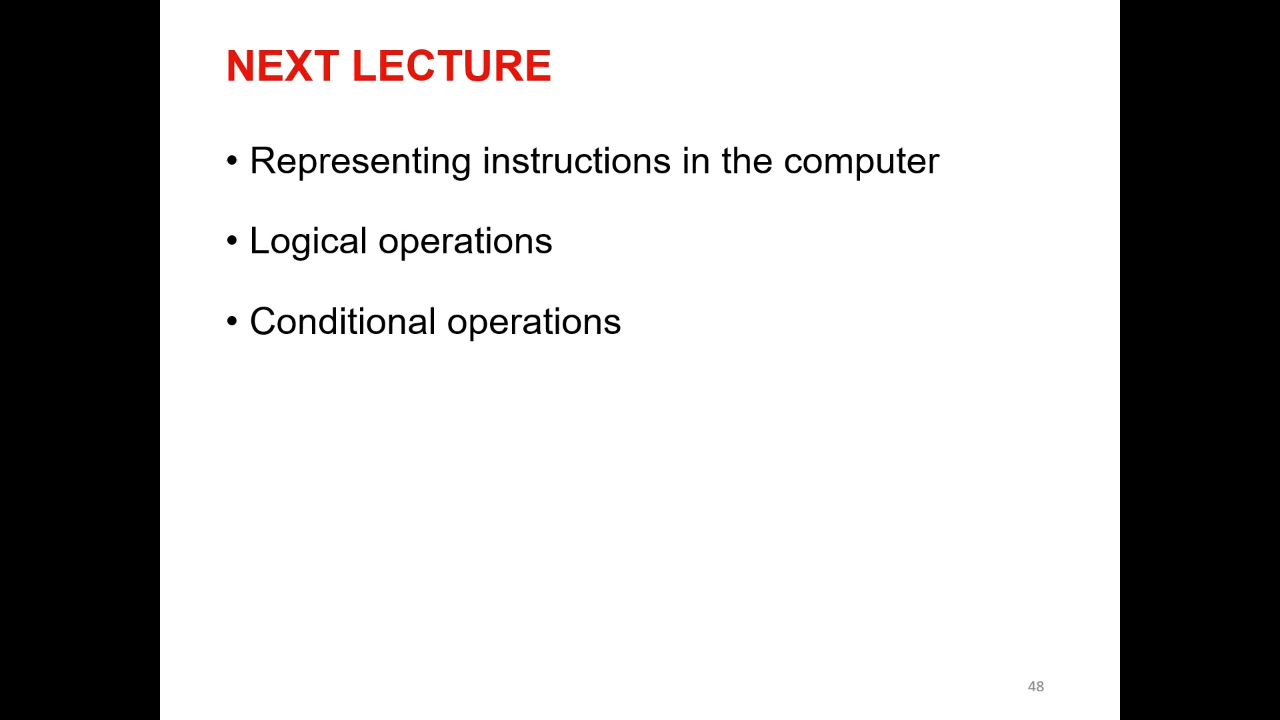 NEXT LECTURE
• Representing instructions in the computer
• Logical operations
• Conditional operations
48